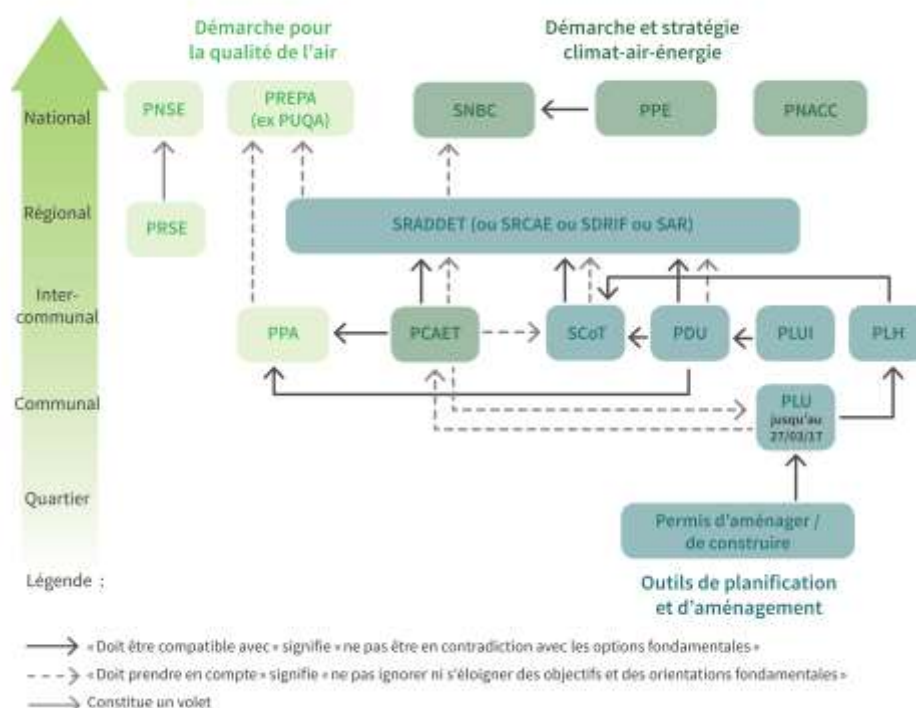 Démarche pour
la qualité de l'air
Démarche et stratégie
climat-air-énergie
National
PNSE
PREPA
(ex PUQA)
SNBC
PPE
PNACC
Régional
PRSE
SRADDET (ou SRCAE ou SDRIF ou SAR)
Inter-
communal
PPA
PCAET
SCoT
PDU
PLUI
PLH
Communal
PLU
jusqu'au
27/03/17
Quartier
Permis d'aménager /
de construire
Légende :
Outils de planification
et d'aménagement
« Doit être compatible avec » signifie « ne pas être en contradiction avec les options fondamentales »
« Doit prendre en compte » signifie « ne pas ignorer ni s'éloigner des objectifs et des orientations fondamentales »
Constitue un volet